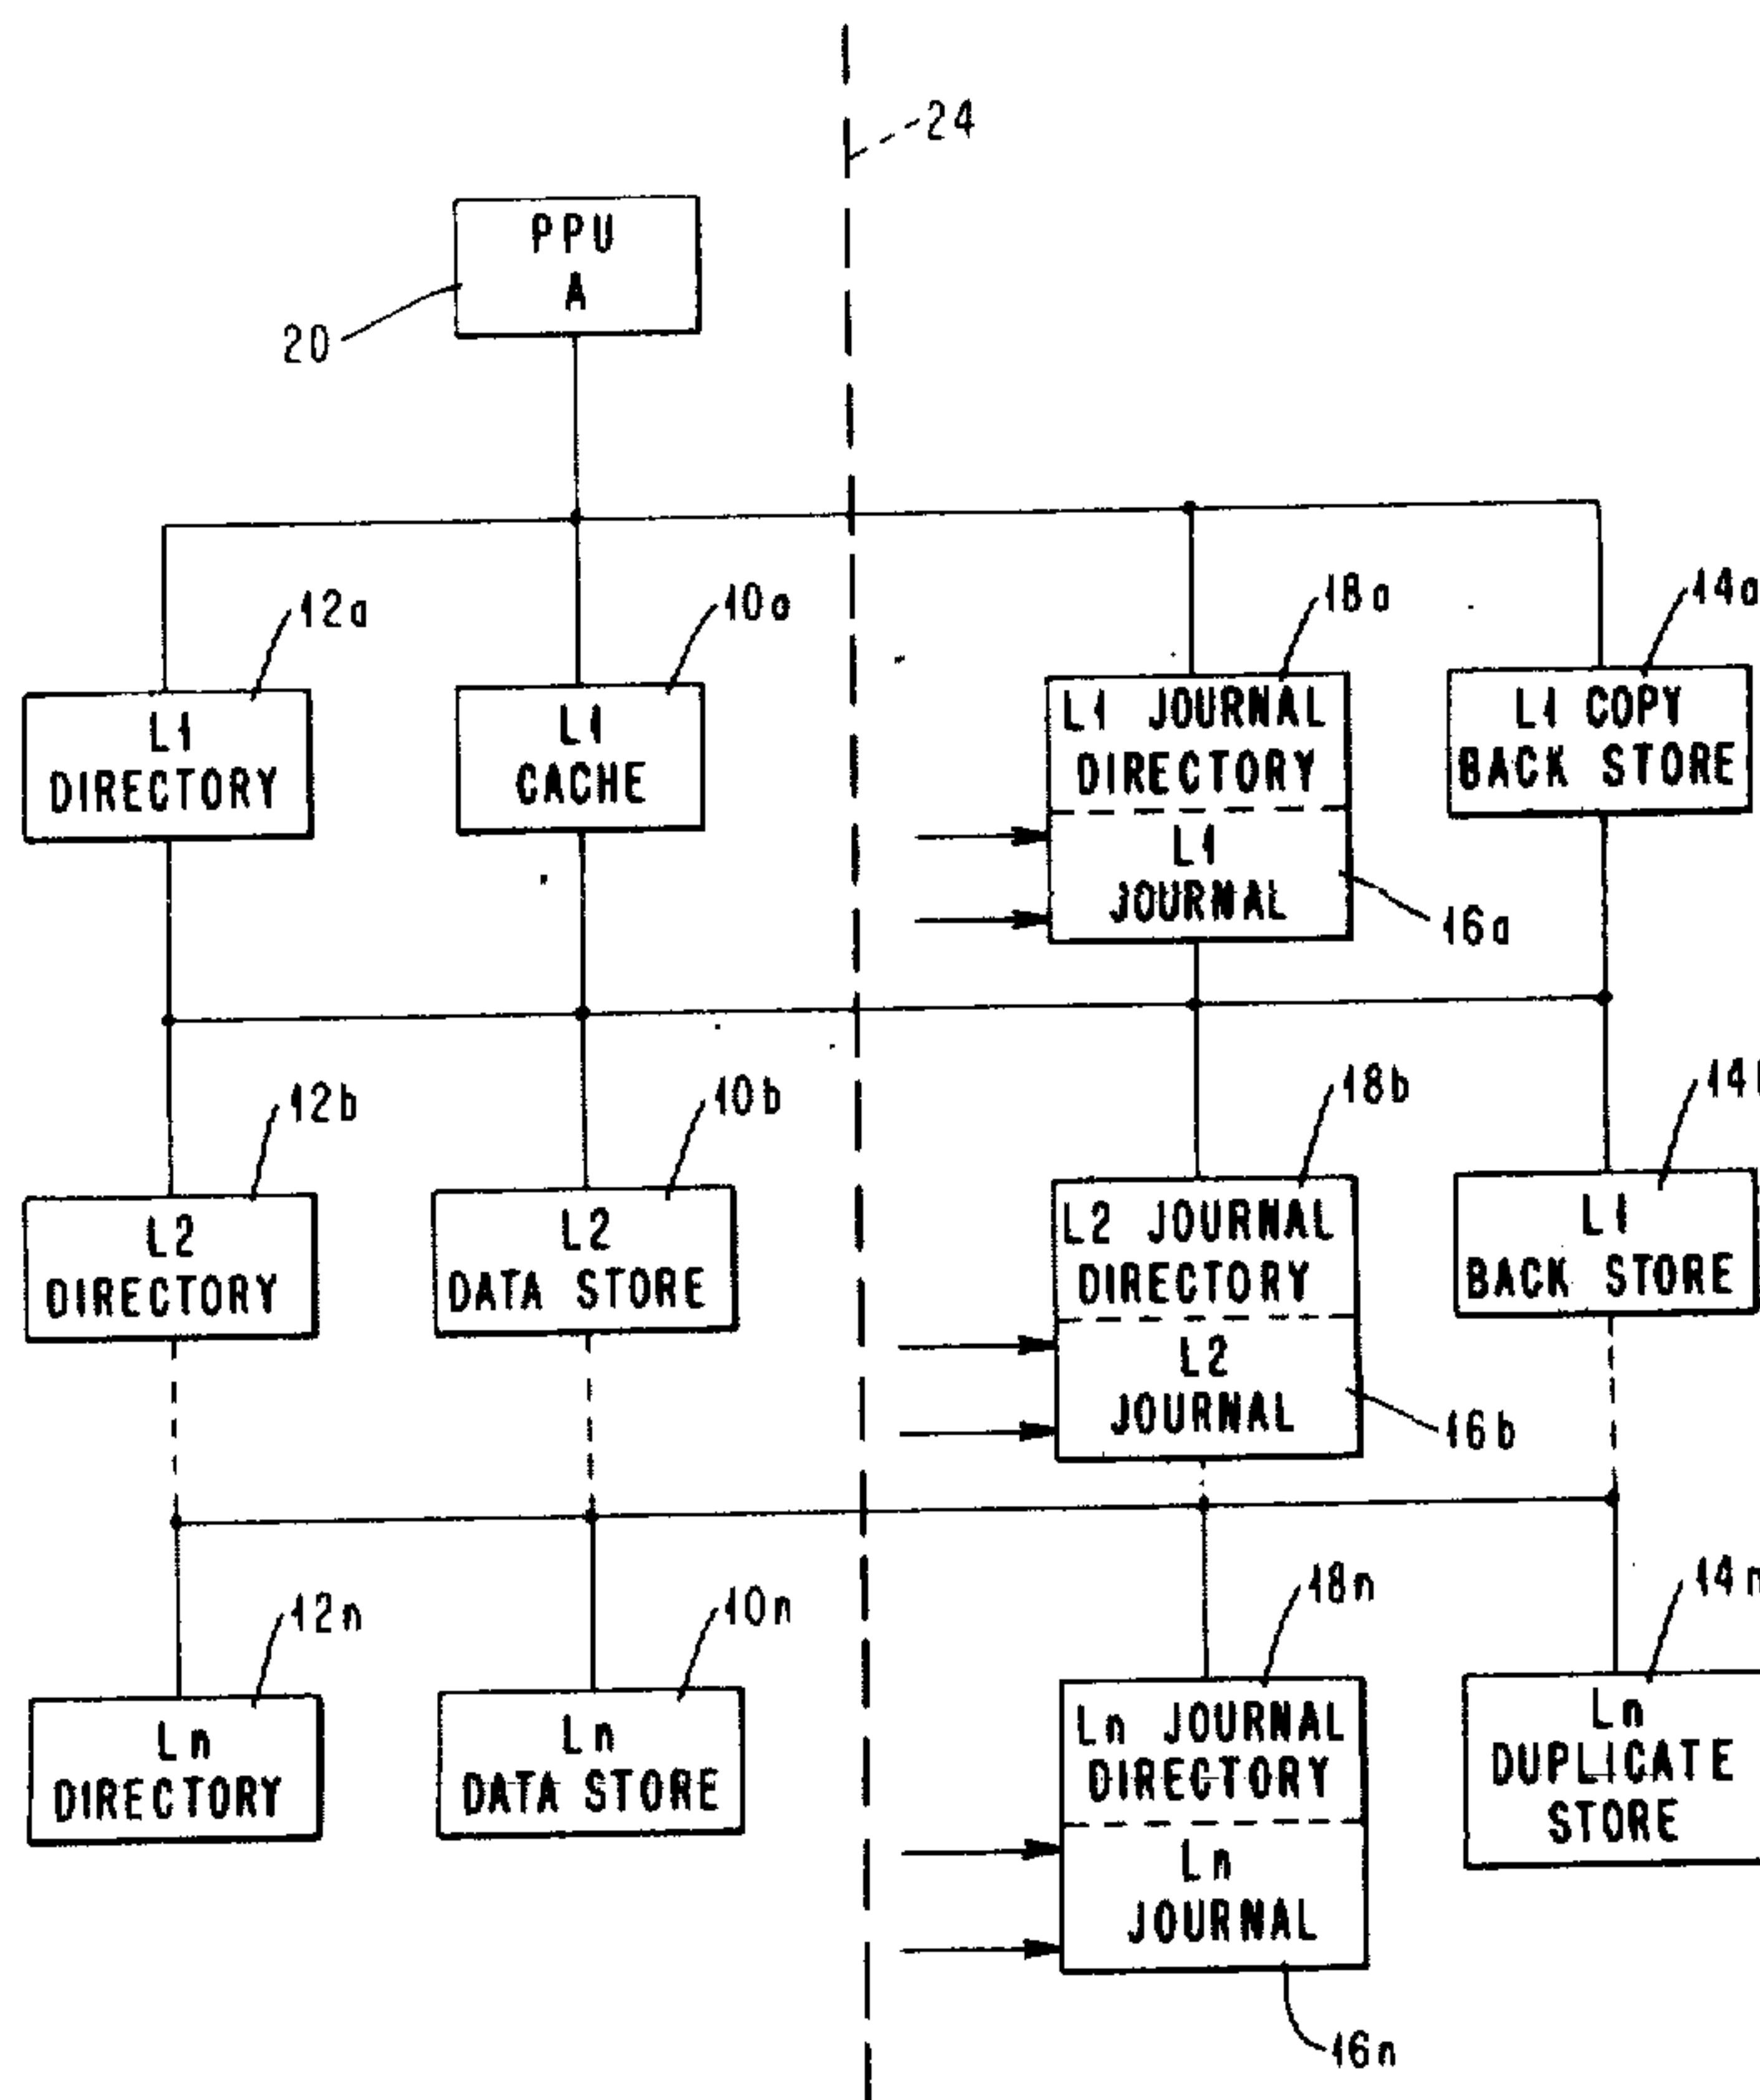 24
PPU
A
20
12a
10a
18a
14a
L1
DIRECTORY
L1
CACHE
L1 JOURNAL
DIRECTORY
L1
JOURNAL
L1 COPY
BACK STORE
16a
12b
10b
18b
L2
DIRECTORY
L2
DATA STORE
L2 JOURNAL
DIRECTORY
L2
JOURNAL
L1
BACK STORE
16b
12n
10n
18n
14n
Ln
DIRECTORY
Ln
DATA STORE
Ln JOURNAL
DIRECTORY
Ln
JOURNAL
Ln
DUPLICATE
STORE
16n